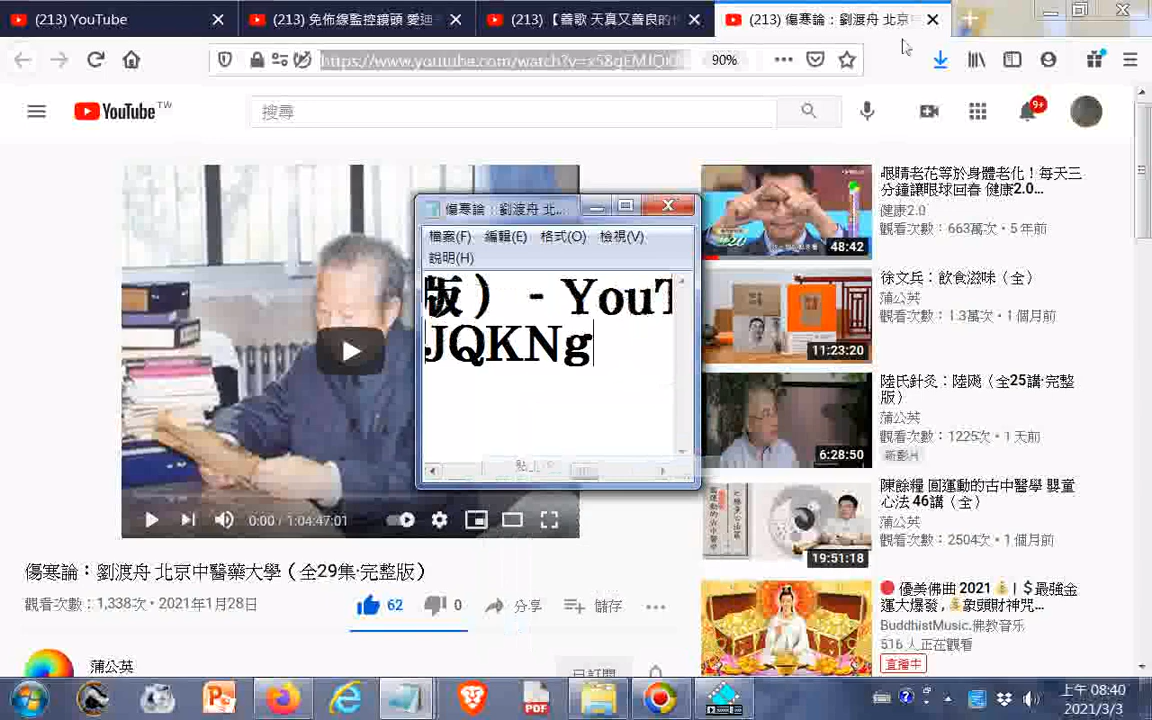 (213) YouTube
(213) 免佈線監控鏡頭 愛迪
(213) 【善歌 天真又善良的
(213) 傷寒論：劉渡舟 北京
90%
YouTube TW
搜尋
9+
傷寒論：劉渡舟 北...
檔案(F) 編輯(E) 格式(O) 檢視(V)
說明(H)
版） - YouT
JQKNg
0:00 / 1:04:47:01
傷寒論：劉渡舟 北京中醫藥大學（全29集·完整版）
觀看次數：1,338次 • 2021年1月28日
62
0
分享
儲存
蒲公英
已訂閱
眼睛老花等於身體老化！每天三
分鐘讓眼球回春 健康2.0...
健康2.0
觀看次數：663萬次 • 5 年前
48:42
徐文兵：飲食滋味（全）
蒲公英
觀看次數：1.3萬次 • 1 個月前
11:23:20
陸氏針灸：陸飚（全25講·完整
版）
蒲公英
觀看次數：1225次 • 1 天前
新影片
6:28:50
陳餘糧 圓運動的古中醫學 嬰童
心法 46講（全）
蒲公英
觀看次數：2504次 • 1 個月前
19:51:18
優美佛曲 2021 💰 | $最強金
運大爆發，💰象頭財神咒...
BuddhistMusic.佛教音乐
516 人正在觀看
直播中
PDF
上午 08:40
2021/3/3